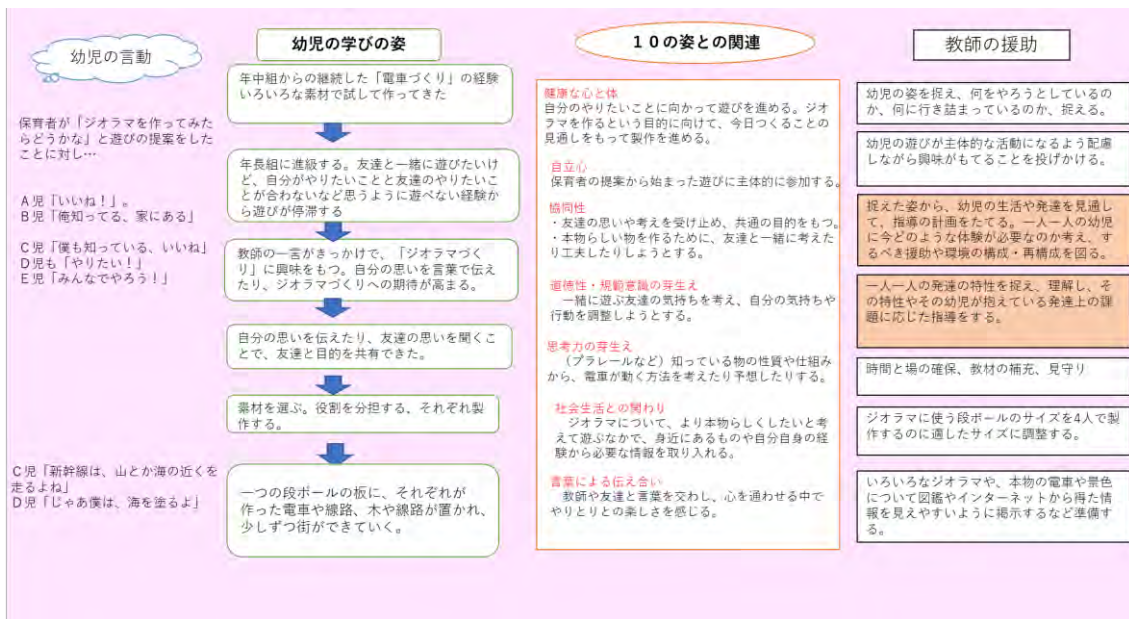 幼児の言動
保育者が「ジオラマを作ってみた
らどうかな」と遊びの提案をした
ことに対し…
A児「いいね!」。
B児「俺知ってる、家にある」
C児「僕も知っている、いいね」
D児も「やりたい!」
E児「みんなでやろう!」
C児「新幹線は、山とか海の近くを
走るよね」
D児「じゃあ僕は、海を塗るよ」
幼児の学びの姿
年中組からの継続した「電車づくり」の経験
いろいろな素材で試して作ってきた
年長組に進級する。友達と一緒に遊びたいけ
ど、自分がやりたいことと友達のやりたいこと
が合わないなど思うように遊べない経験から
遊びが停滞する
教師の一言がきっかけで、「ジオラマづく
り」に興味をもつ。自分の思いを言葉で伝え
たり、ジオラマづくりへの期待が高まる。
自分の思いを伝えたり、友達の思いを聞くこ
とで、友達と目的を共有できた。
素材を選ぶ。役割を分担する、それぞれ製
作する。
一つの段ボールの板に、それぞれが
作った電車や線路、木や線路が置かれ、
少しずつ街ができていく。
10の姿との関連
健康な心と体
自分のやりたいことに向かって遊びを進める。ジオ
ラマを作るという目的に向けて、今日つくることの
見通しをもって製作を進める。
自立心
保育者の提案から始まった遊びに主体的に参加する。
協同性
・友達の思いや考えを受け止め、共通の目的をもつ。
・本物らしい物を作るために、友達と一緒に考えた
り工夫したりしようとする。
道徳性・規範意識の芽生え
一緒に遊ぶ友達の気持ちを考え、自分の気持ちや
行動を調整しようとする。
思考力の芽生え
(プラレールなど)知っている物の性質や仕組み
から、電車が動く方法を考えたり予想したりする。
社会生活との関わり
ジオラマについて、より本物らしくしたいと考
えて遊ぶなかで、身近にあるものや自分自身の経
験から必要な情報を取り入れる。
言葉による伝え合い
教師や友達と言葉を交わし、心を通わせる中で
やりとりとの楽しさを感じる。
教師の援助
幼児の姿を捉え、何をやろうとしているの
か、何に行き詰まっているのか、捉える。
幼児の遊びが主体的な活動になるよう配慮
しながら興味がもてることを投げかける。
捉えた姿から、幼児の生活や発達を見通し
て、指導の計画をたてる。一人一人の幼児
に今どのような体験が必要なのか考え、す
るべき援助や環境の構成・再構成を図る。
一人一人の発達の特性を捉え、理解し、そ
の特性やその幼児が抱えている発達上の課
題に応じた指導をする。
時間と場の確保、教材の補充、見守り
ジオラマに使う段ボールのサイズを4人で製
作するのに適したサイズに調整する。
いろいろなジオラマや、本物の電車や景色
について図鑑やインターネットから得た情
報を見えやすいように掲示するなど準備す
る。